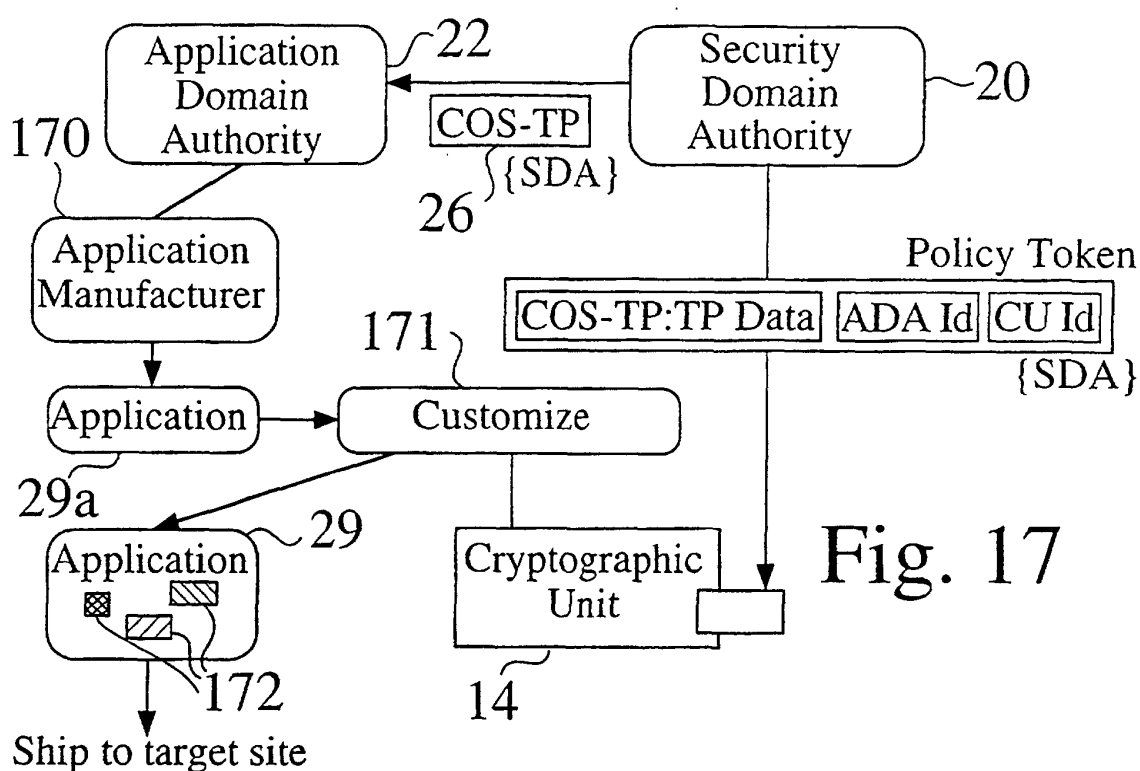 22
Application
Domain
Authority
Security
Domain
Authority
20
COS-TP
{SDA}
26
170
Application
Manufacturer
Policy Token
COS-TP:TP Data
ADA Id
CU Id
{SDA}
171
Application
Customize
29a
29
Application
172
Cryptographic
Unit
14
Fig. 17
Ship to target site